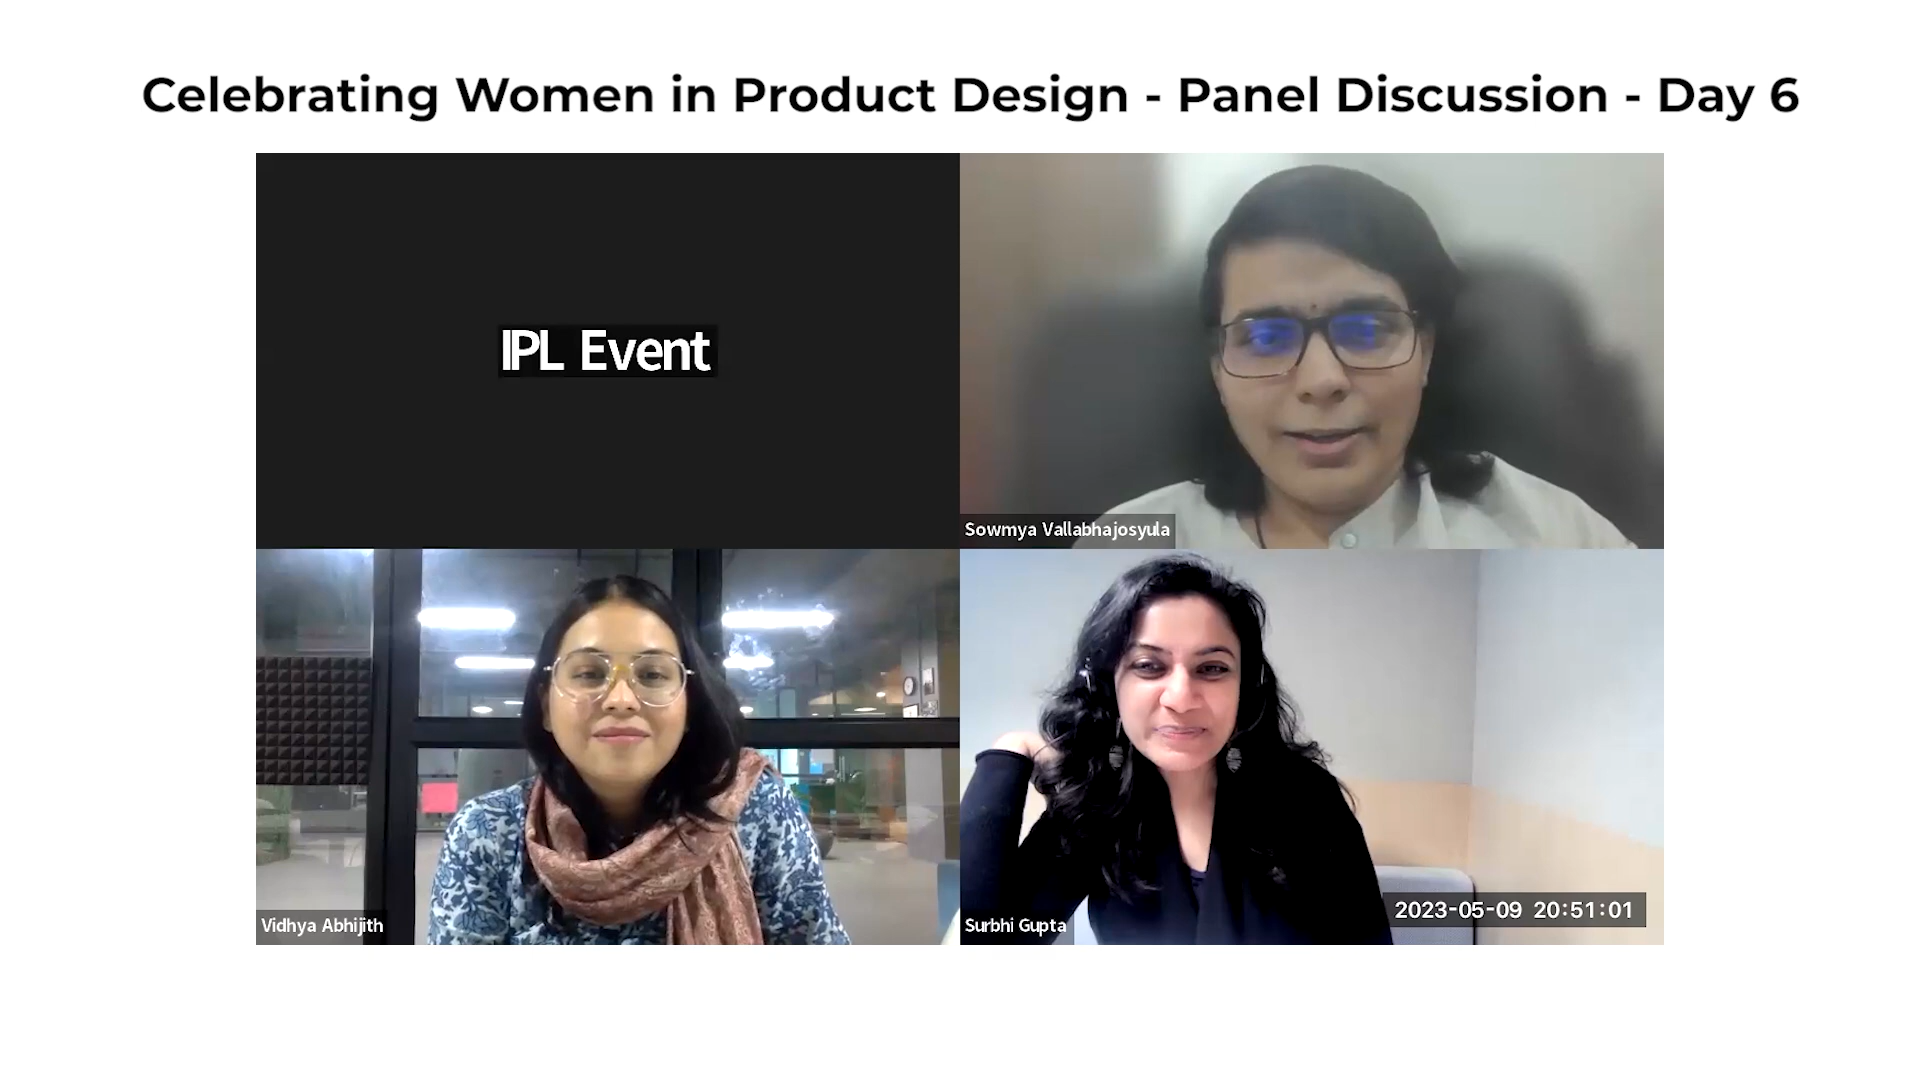 Celebrating Women in Product Design - Panel Discussion - Day 6
IPL Event
Sowmya Vallabhajosyula
Vidhya Abhijith
Surbhi Gupta
2023-05-09 20:51:01